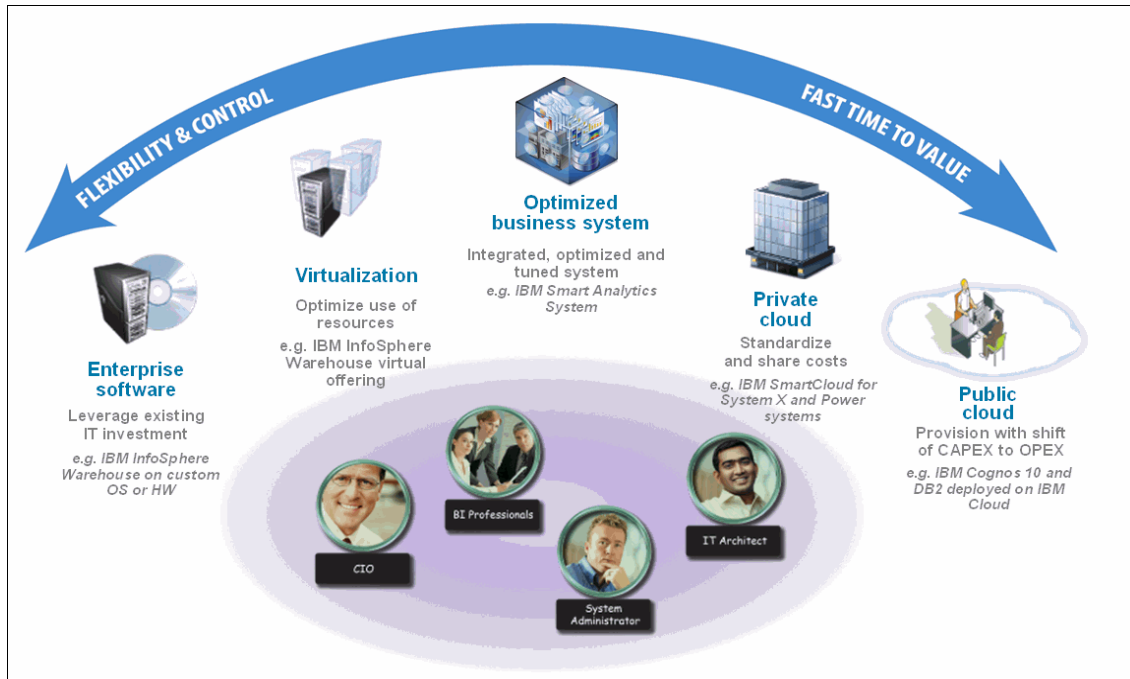 FLEXIBILITY & CONTROL
FAST TIME TO VALUE
Enterprise
software
Leverage existing
IT investment
e.g. IBM InfoSphere
Warehouse on custom
OS or HW
Virtualization
Optimize use of
resources
e.g. IBM InfoSphere
Warehouse virtual
offering
Optimized
business system
Integrated, optimized and
tuned system
e.g. IBM Smart Analytics
System
Private
cloud
Standardize
and share costs
e.g. IBM SmartCloud for
System X and Power
systems
Public
cloud
Provision with shift
of CAPEX to OPEX
e.g. IBM Cognos 10 and
DB2 deployed on IBM
Cloud
CIO
BI Professionals
System
Administrator
IT Architect